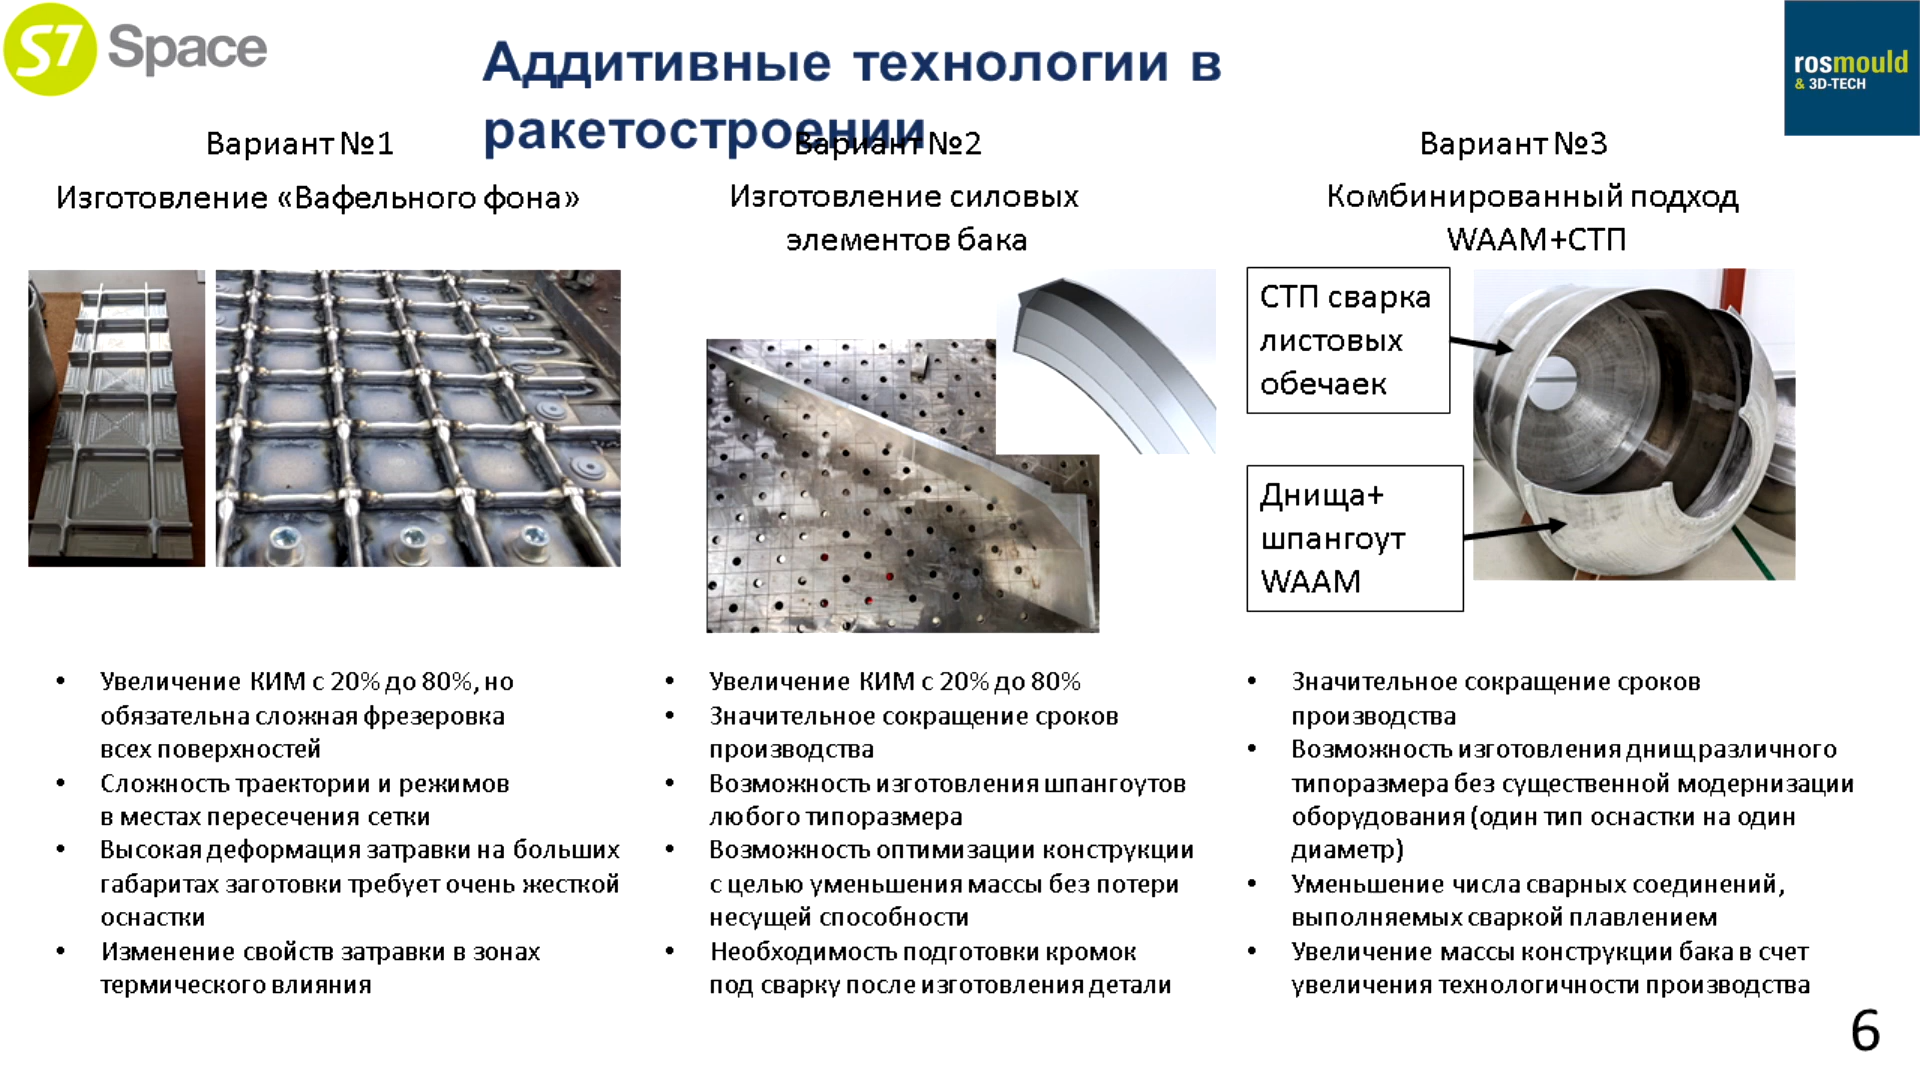 S7 Space
Аддитивные технологии в
ракетостроении
rosmould
& 3D-TECH
Вариант №1
Изготовление «Вафельного фона»
• Увеличение КИМ с 20% до 80%, но
обязательна сложная фрезеровка
всех поверхностей
• Сложность траектории и режимов
в местах пересечения сетки
• Высокая деформация затравки на больших
габаритах заготовки требует очень жесткой
оснастки
• Изменение свойств затравки в зонах
термического влияния
Вариант №2
Изготовление силовых
элементов бака
• Увеличение КИМ с 20% до 80%
• Значительное сокращение сроков
производства
• Возможность изготовления шпангоутов
любого типоразмера
• Возможность оптимизации конструкции
с целью уменьшения массы без потери
несущей способности
• Необходимость подготовки кромок
под сварку после изготовления детали
Вариант №3
Комбинированный подход
WAAM+СТП
СТП сварка
листовых
обечаек
Днища+
шпангоут
WAAM
• Значительное сокращение сроков
производства
• Возможность изготовления днищ различного
типоразмера без существенной модернизации
оборудования (один тип оснастки на один
диаметр)
• Уменьшение числа сварных соединений,
выполняемых сваркой плавлением
• Увеличение массы конструкции бака в счет
увеличения технологичности производства
6